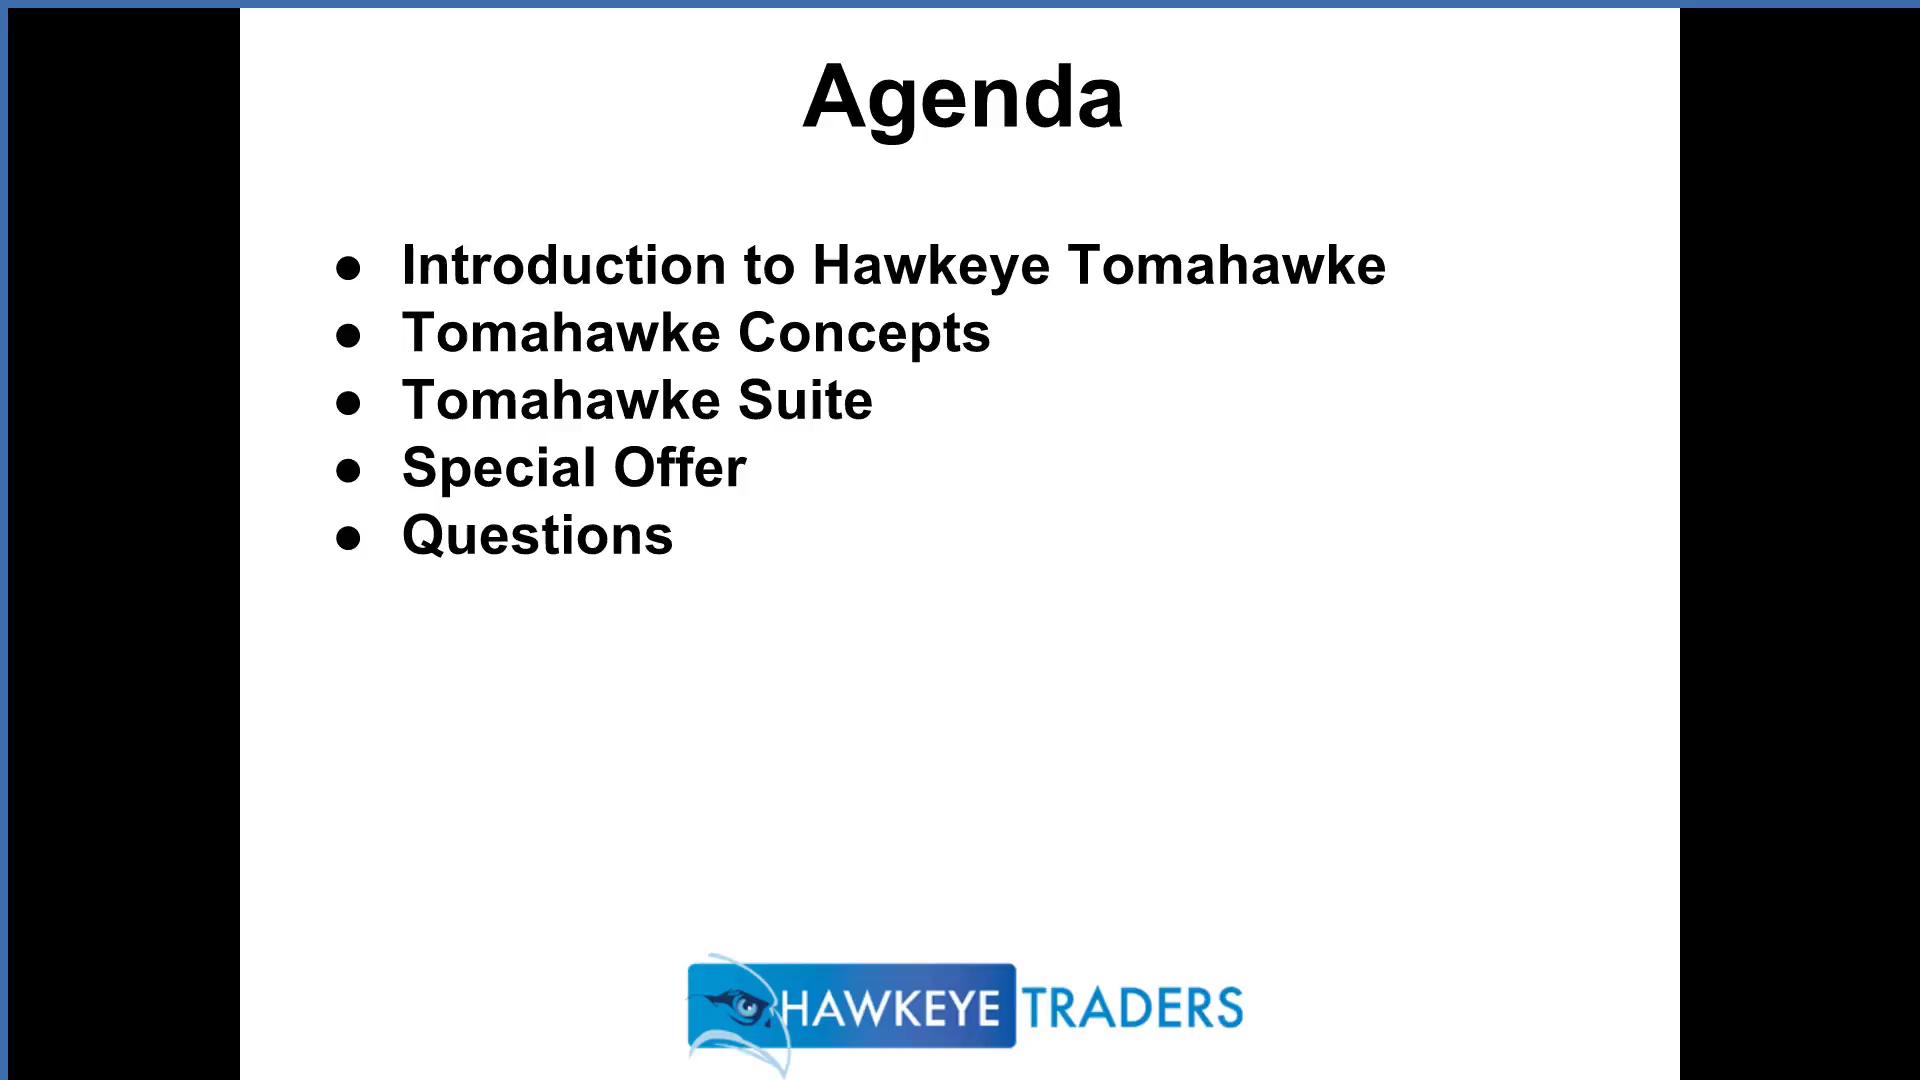 Agenda
● Introduction to Hawkeye Tomahawke
● Tomahawke Concepts
● Tomahawke Suite
● Special Offer
● Questions
HAWKEYE TRADERS